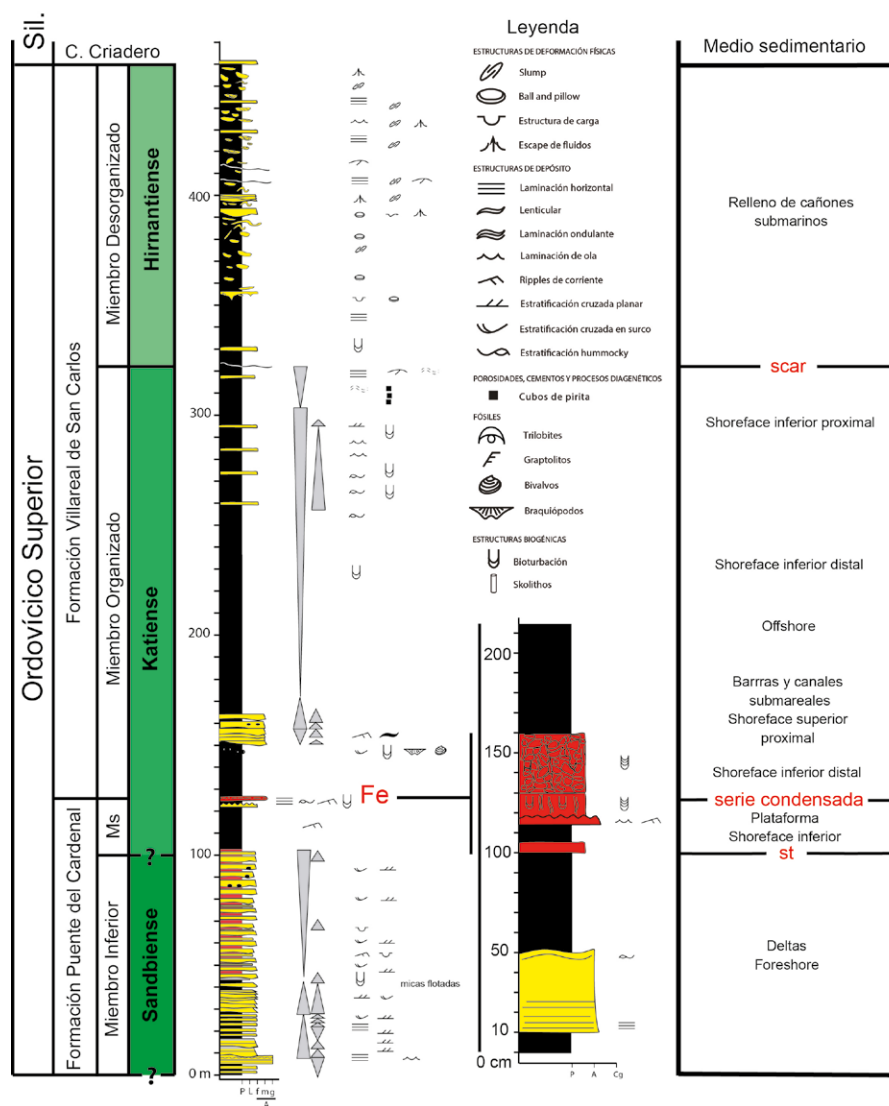 Sil.
C. Criadero
Ordovícico Superior
Formación Villareal de San Carlos
Formación Puente del Cardenal
Miembro Desorganizado
Miembro Organizado
Ms
Miembro Inferior
Hirnantiense
Katiense
?
Sandbiense
?
400
300
200
100
0 m
P L f m g
A
micas flotadas
Fe
Leyenda
ESTRUCTURAS DE DEFORMACIÓN FÍSICAS
Slump
Ball and pillow
Estructura de carga
Escape de fluidos
ESTRUCTURAS DE DEPÓSITO
Laminación horizontal
Lenticular
Laminación ondulante
Laminación de ola
Ripples de corriente
Estratificación cruzada planar
Estratificación cruzada en surco
Estratificación hummocky
POROSIDADES, CEMENTOS Y PROCESOS DIAGENÉTICOS
Cubos de pirita
FÓSILES
Trilobites
Graptolitos
Bivalvos
Braquiópodos
ESTRUCTURAS BIOGÉNICAS
Bioturbación
Skolithos
200
150
100
50
10
0 cm
P A Cg
Medio sedimentario
Relleno de cañones
submarinos
scar
Shoreface inferior proximal
Shoreface inferior distal
Offshore
Barrras y canales
submareales
Shoreface superior
proximal
Shoreface inferior distal
serie condensada
Plataforma
Shoreface inferior
st
Deltas
Foreshore